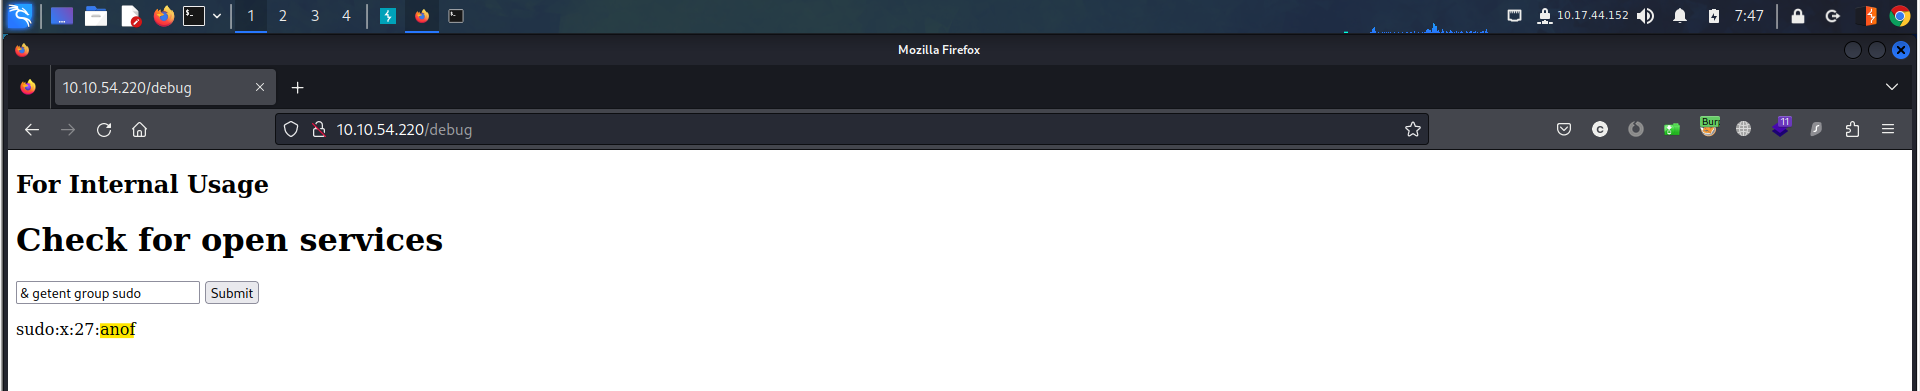 1 2 3 4 10.17.44.152 7:47
Mozilla Firefox
10.10.54.220/debug
10.10.54.220/debug
C Burp 11
For Internal Usage
Check for open services
& getent group sudo Submit
sudo:x:27:anof